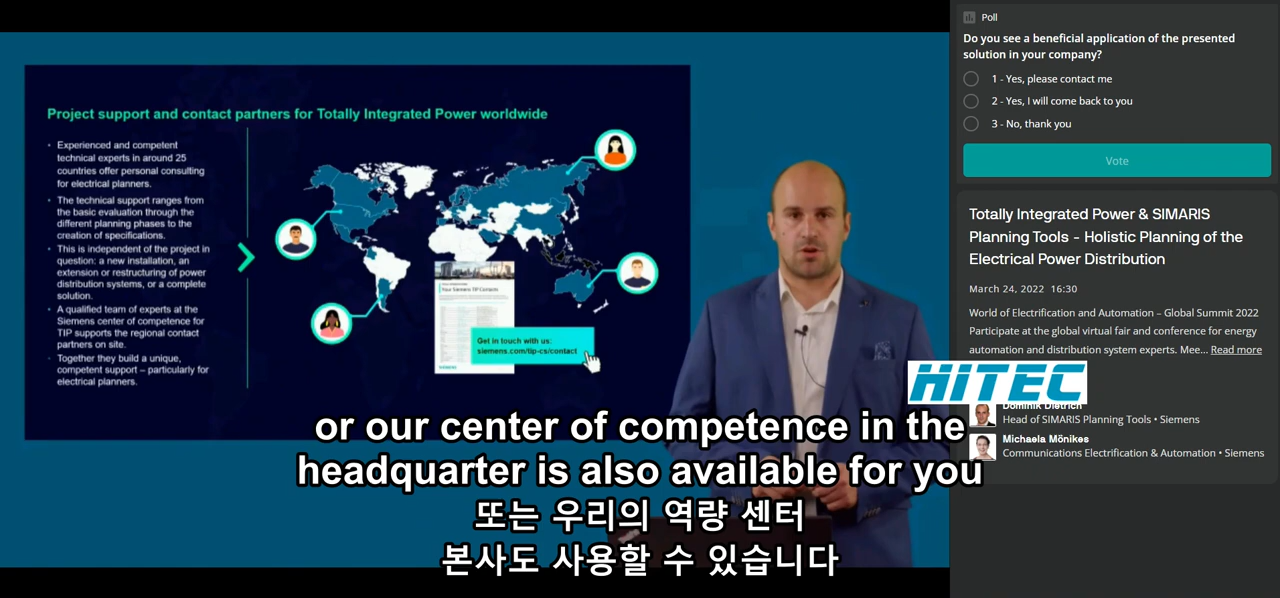 Project support and contact partners for Totally Integrated Power worldwide
• Experienced and competent
technical experts in around 25
countries offer personal consulting
for electrical planners.
• The technical support ranges from
the basic evaluation through the
different planning phases to the
creation of specifications.
• This is independent of the project in
question: a new installation, an
extension or restructuring of power
distribution systems, or a complete
solution.
• A qualified team of experts at the
Siemens center of competence for
TIP supports the regional contact
partners on site.
• Together they build a unique,
competent support – particularly for
electrical planners.
Your Siemens TIP Contacts
Get in touch with us:
siemens.com/tip-cs/contact
SIEMENS
or our center of competence in the
headquarter is also available for you
또는 우리의 역량 센터
본사도 사용할 수 있습니다
Poll
Do you see a beneficial application of the presented
solution in your company?
1 - Yes, please contact me
2 - Yes, I will come back to you
3 - No, thank you
Vote
Totally Integrated Power & SIMARIS
Planning Tools - Holistic Planning of the
Electrical Power Distribution
March 24, 2022 16:30
World of Electrification and Automation – Global Summit 2022
Participate at the global virtual fair and conference for energy
automation and distribution system experts. Mee... Read more
HITEC
Dominik Dietrich
Head of SIMARIS Planning Tools • Siemens
Michaela Mönikes
Communications Electrification & Automation • Siemens